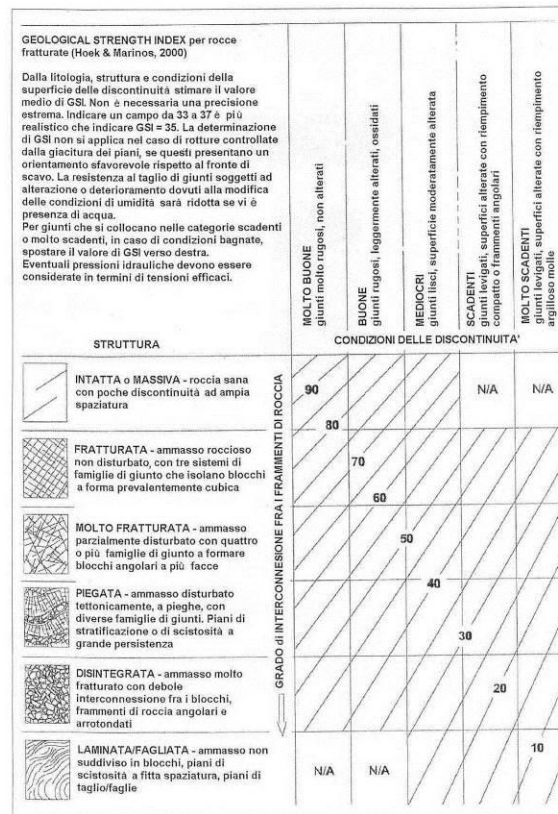 GEOLOGICAL STRENGTH INDEX per rocce
fratturate (Hoek & Marinos, 2000)
Dalla litologia, struttura e condizioni della
superficie delle discontinuità stimare il valore
medio di GSI. Non è necessaria una precisione
estrema. Indicare un campo da 33 a 37 è più
realistico che indicare GSI = 35. La determinazione
di GSI non si applica nel caso di rotture controllate
dalla giacitura dei piani, se questi presentano un
orientamento sfavorevole rispetto al fronte di
scavo. La resistenza al taglio di giunti soggetti ad
alterazione o deterioramento dovuti alla modifica
delle condizioni di umidità sarà ridotta se vi è
presenza di acqua.
Per giunti che si collocano nelle categorie scadenti
o molto scadenti, in caso di condizioni bagnate,
spostare il valore di GSI verso destra.
Eventuali pressioni idrauliche devono essere
considerate in termini di tensioni efficaci.
MOLTO BUONE
giunti molto rugosi, non alterati
BUONE
giunti rugosi, leggermente alterati, ossidati
MEDIOCRI
giunti lisci, superficie moderatamente alterata
SCADENTI
giunti levigati, superfici alterate con riempimento
compatto o frammenti angolari
MOLTO SCADENTI
giunti levigati, superfici alterate con riempimento
argilloso molle
STRUTTURA
CONDIZIONI DELLE DISCONTINUITA'
GRADO di INTERCONNESIONE FRA I FRAMMENTI DI ROCCIA
INTATTA o MASSIVA - roccia sana
con poche discontinuità ad ampia
spaziatura
90
N/A
N/A
80
FRATTURATA - ammasso roccioso
non disturbato, con tre sistemi di
famiglie di giunto che isolano blocchi
a forma prevalentemente cubica
70
60
MOLTO FRATTURATA - ammasso
parzialmente disturbato con quattro
o più famiglie di giunto a formare
blocchi angolari a più facce
50
40
PIEGATA - ammasso disturbato
tettonicamente, a pieghe, con
diverse famiglie di giunti. Piani di
stratificazione o di scistosità a
grande persistenza
30
DISINTEGRATA - ammasso molto
fratturato con debole
interconnessione fra i blocchi,
frammenti di roccia angolari e
arrotondati
20
LAMINATA/FAGLIATA - ammasso non
suddiviso in blocchi, piani di
scistosità a fitta spaziatura, piani di
taglio/faglie
N/A
N/A
10